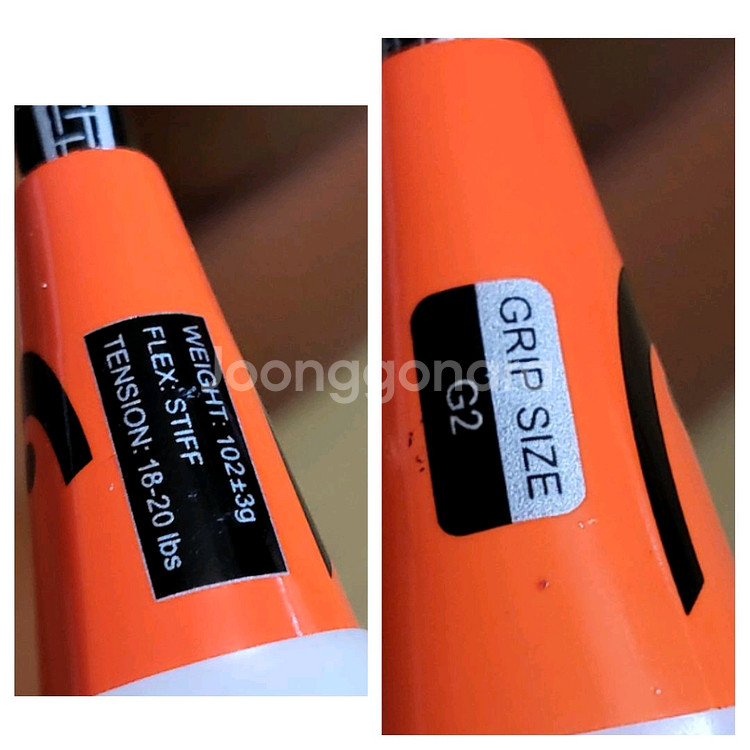 WEIGHT: 102±3g
FLEX: STIFF
TENSION: 18-20 lbs
GRIP SIZE
G2
Joonggonara